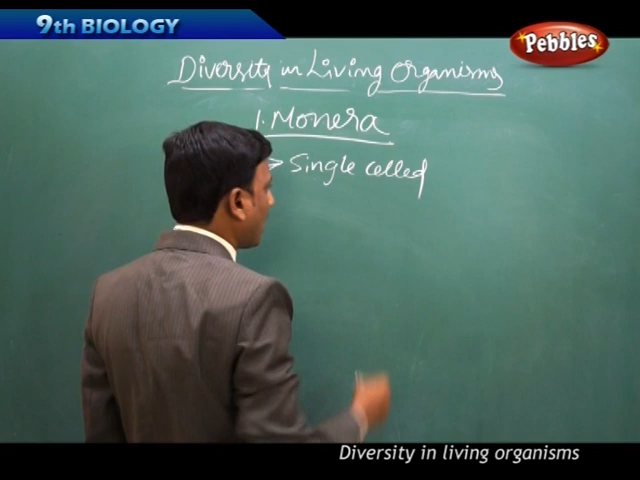 9th BIOLOGY
Pebbles
Diversity in Living Organisms
1. Monera
→ Single celled
Diversity in living organisms